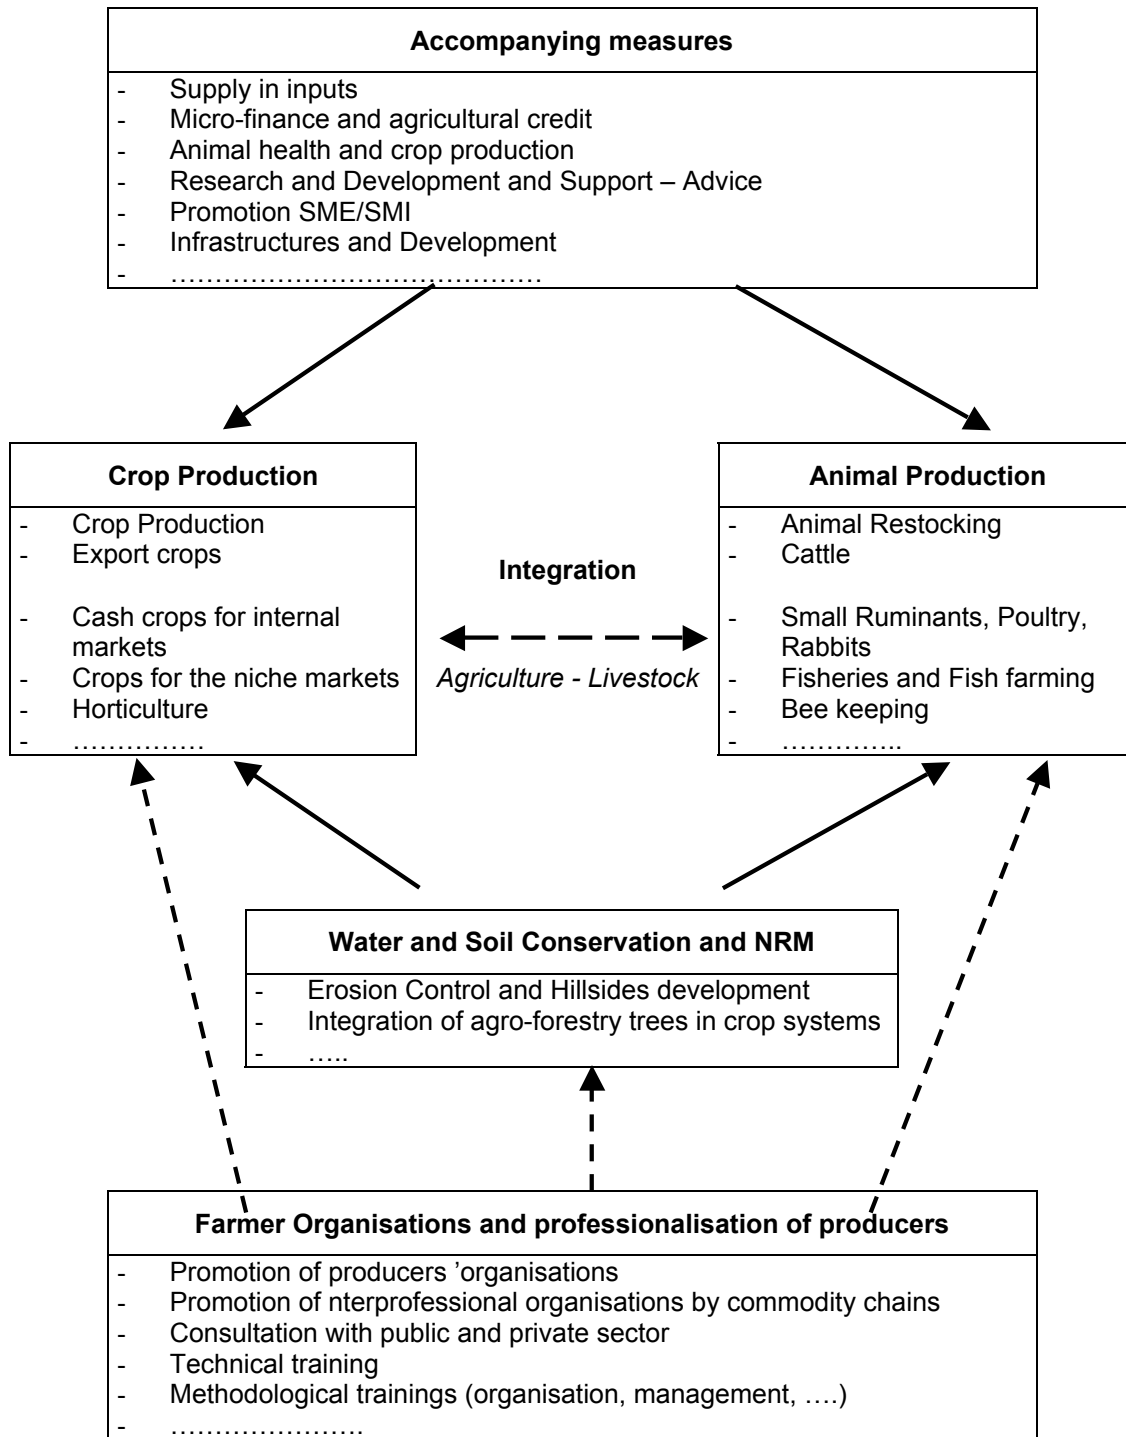 Accompanying measures
- Supply in inputs
- Micro-finance and agricultural credit
- Animal health and crop production
- Research and Development and Support – Advice
- Promotion SME/SMI
- Infrastructures and Development
- ……………………………………
Crop Production
- Crop Production
- Export crops
- Cash crops for internal
markets
- Crops for the niche markets
- Horticulture
- ……………
Integration
Agriculture - Livestock
Animal Production
- Animal Restocking
- Cattle
- Small Ruminants, Poultry,
Rabbits
- Fisheries and Fish farming
- Bee keeping
- …………..
Water and Soil Conservation and NRM
- Erosion Control and Hillsides development
- Integration of agro-forestry trees in crop systems
- …..
Farmer Organisations and professionalisation of producers
- Promotion of producers ’organisations
- Promotion of nterprofessional organisations by commodity chains
- Consultation with public and private sector
- Technical training
- Methodological trainings (organisation, management, ….)
- ………………….